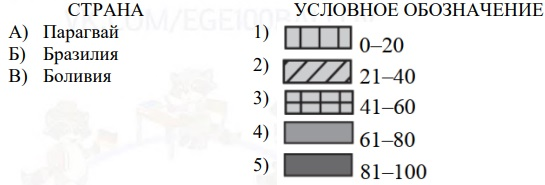 СТРАНА
А) Парагвай
Б) Бразилия
В) Боливия
УСЛОВНОЕ ОБОЗНАЧЕНИЕ
1) 0–20
2) 21–40
3) 41–60
4) 61–80
5) 81–100